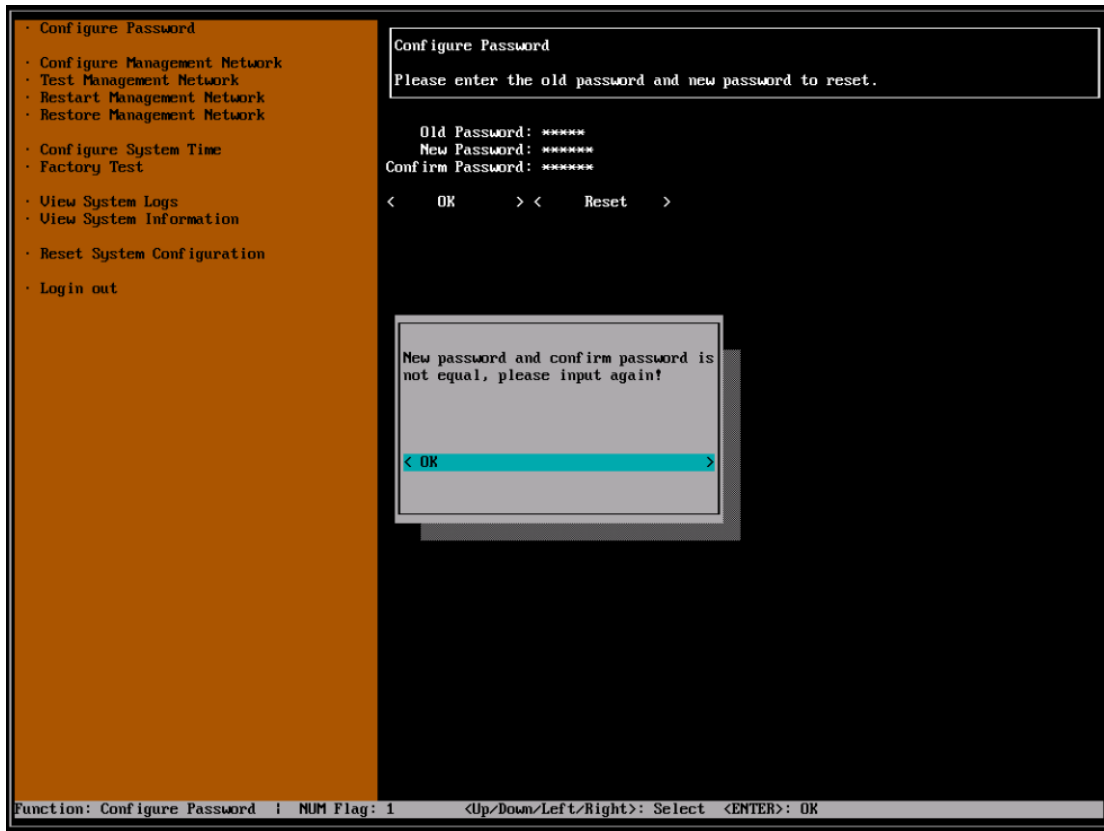 · Configure Password
· Configure Management Network
· Test Management Network
· Restart Management Network
· Restore Management Network
· Configure System Time
· Factory Test
· View System Logs
· View System Information
· Reset System Configuration
· Login out
Configure Password
Please enter the old password and new password to reset.
Old Password: *****
New Password: ******
Confirm Password: ******
< OK > < Reset >
New password and confirm password is
not equal, please input again!
< OK >
Function: Configure Password | NUM Flag: 1 <Up/Down/Left/Right>: Select <ENTER>: OK